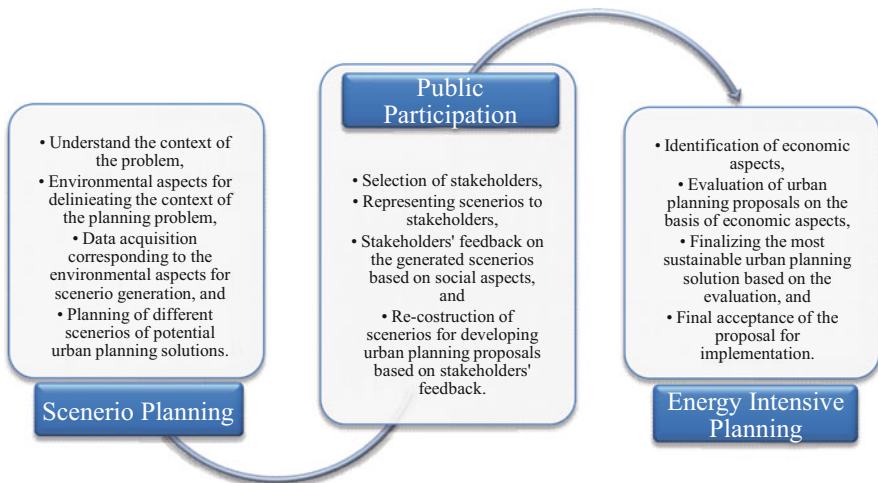 • Understand the context of
the problem,
• Environmental aspects for
delinieating the context of
the planning problem,
• Data acquisition
corresponding to the
environmental aspects for
scenerio generation, and
• Planning of different
scenerios of potential
urban planning solutions.
Scenerio Planning
Public
Participation
• Selection of stakeholders,
• Representing scenerios to
stakeholders,
• Stakeholders' feedback on
the generated scenerios
based on social aspects,
and
• Re-costruction of
scenerios for developing
urban planning proposals
based on stakeholders'
feedback.
• Identification of economic
aspects,
• Evaluation of urban
planning proposals on the
basis of economic aspects,
• Finalizing the most
sustainable urban planning
solution based on the
evaluation, and
• Final acceptance of the
proposal for
implementation.
Energy Intensive
Planning